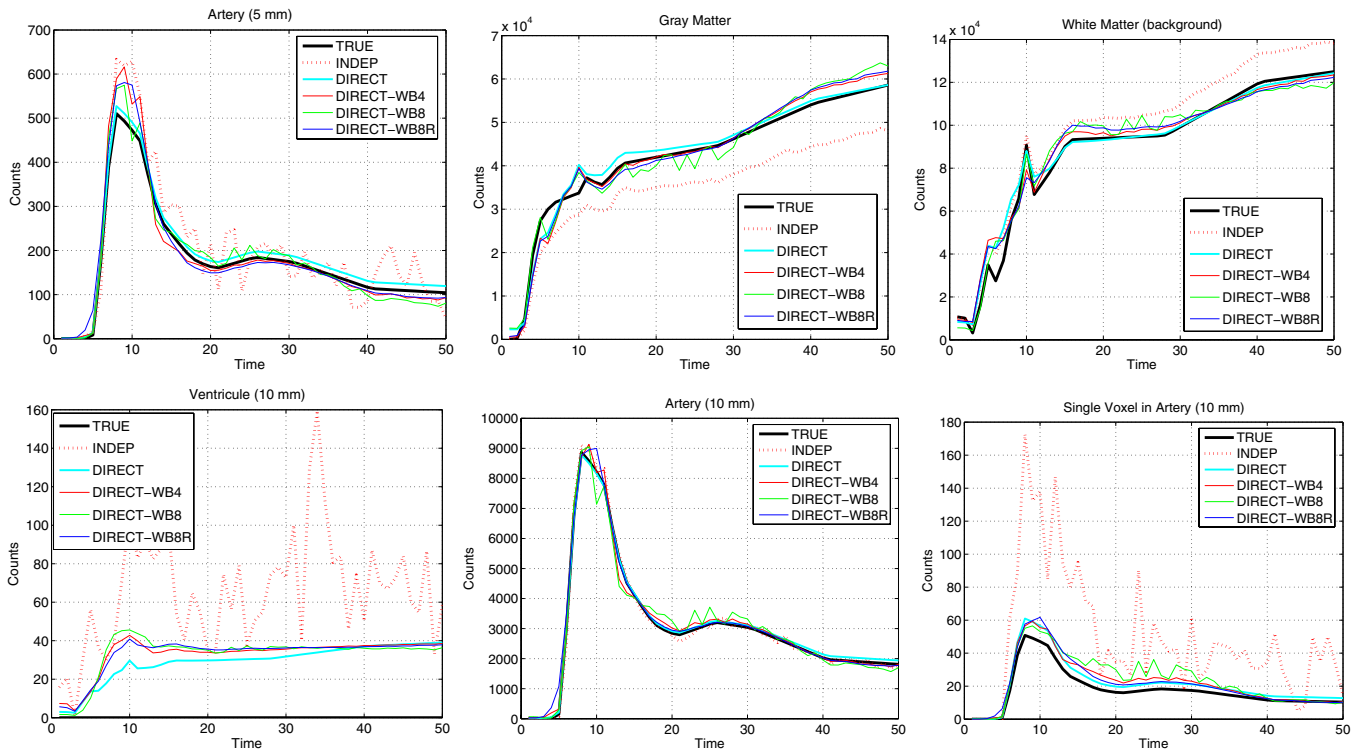 Artery (5 mm)
700
600
500
400
300
200
100
0
0 10 20 30 40 50
Counts
Time
TRUE
INDEP
DIRECT
DIRECT-WB4
DIRECT-WB8
DIRECT-WB8R
Gray Matter
x 10^4
7
6
5
4
3
2
1
0
0 10 20 30 40 50
Counts
Time
TRUE
INDEP
DIRECT
DIRECT-WB4
DIRECT-WB8
DIRECT-WB8R
White Matter (background)
x 10^4
14
12
10
8
6
4
2
0
0 10 20 30 40 50
Counts
Time
TRUE
INDEP
DIRECT
DIRECT-WB4
DIRECT-WB8
DIRECT-WB8R
Ventricule (10 mm)
160
140
120
100
80
60
40
20
0
0 10 20 30 40 50
Counts
Time
TRUE
INDEP
DIRECT
DIRECT-WB4
DIRECT-WB8
DIRECT-WB8R
Artery (10 mm)
10000
9000
8000
7000
6000
5000
4000
3000
2000
1000
0
0 10 20 30 40 50
Counts
Time
TRUE
INDEP
DIRECT
DIRECT-WB4
DIRECT-WB8
DIRECT-WB8R
Single Voxel in Artery (10 mm)
180
160
140
120
100
80
60
40
20
0
0 10 20 30 40 50
Counts
Time
TRUE
INDEP
DIRECT
DIRECT-WB4
DIRECT-WB8
DIRECT-WB8R